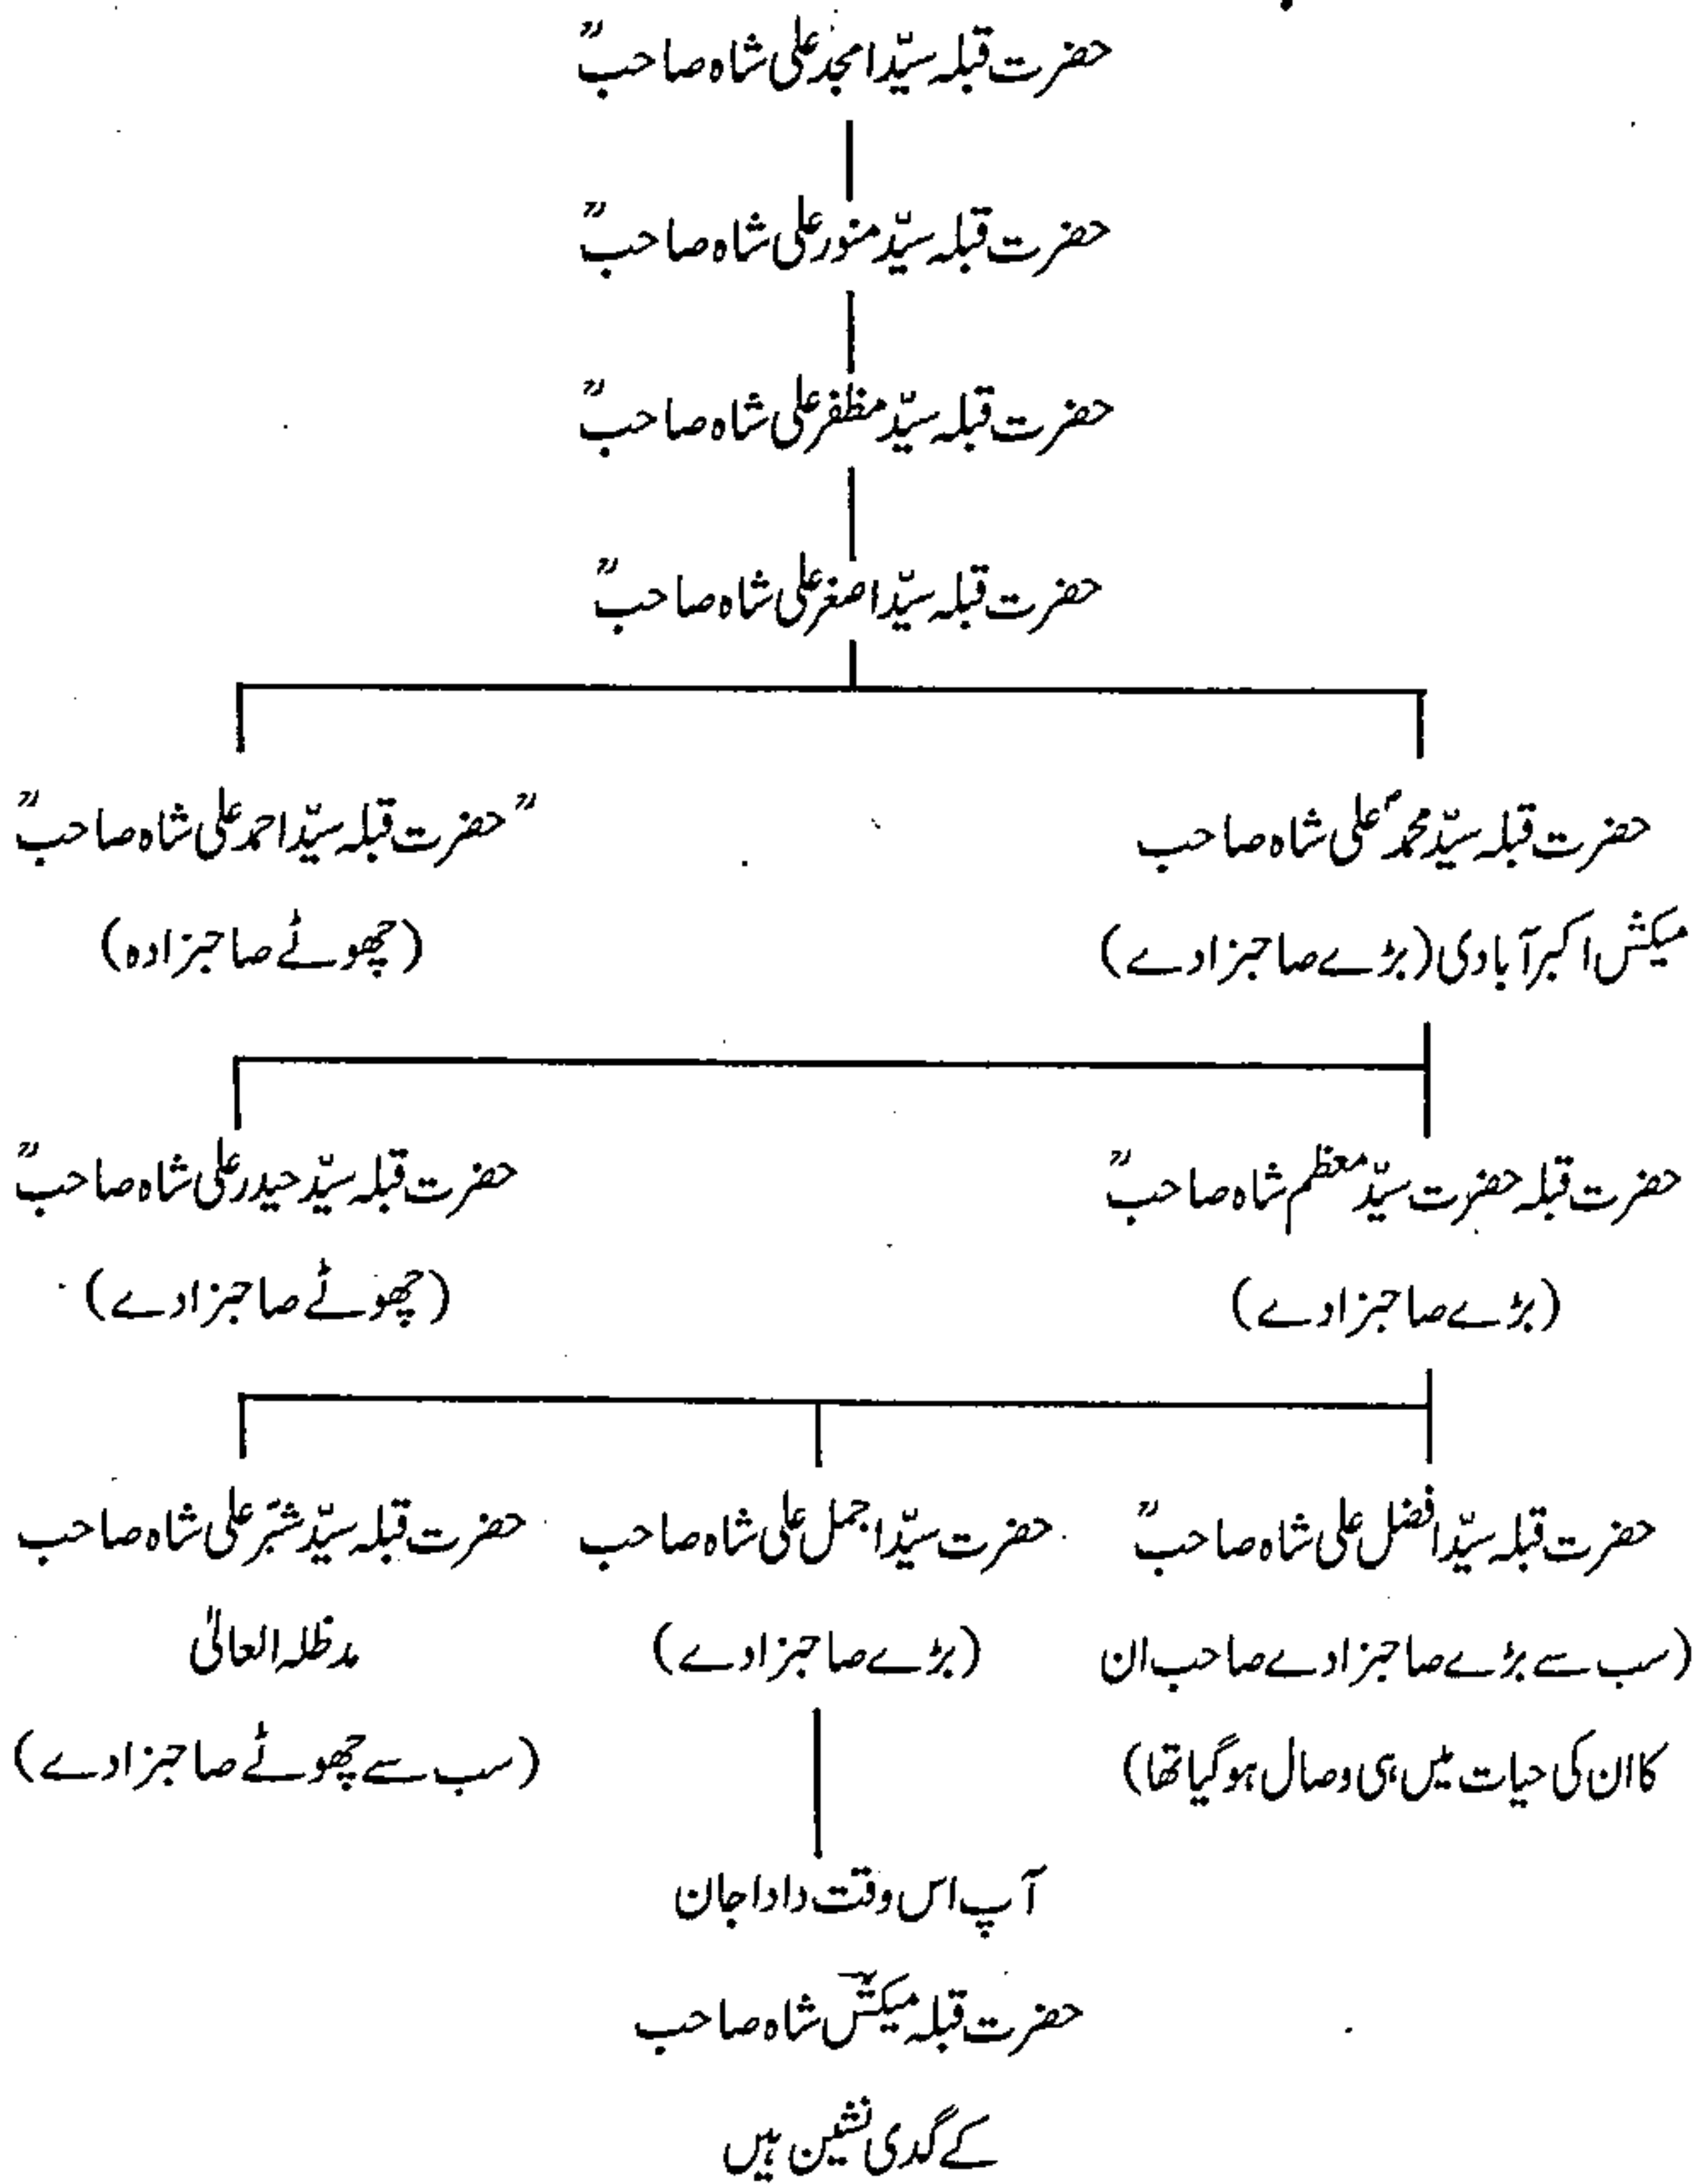 حضرت قبلہ سیّد امجد علی شاہ صاحبؒ
حضرت قبلہ سیّد منور علی شاہ صاحبؒ
حضرت قبلہ سیّد مظفر علی شاہ صاحبؒ
حضرت قبلہ سیّد اصغر علی شاہ صاحبؒ
حضرت قبلہ سیّد محمدؐ علی شاہ صاحب
میکش اکبر آبادی (بڑے صاحبزادے)
"حضرت قبلہ سیّد احمد علی شاہ صاحبؒ
(چھوٹے صاحبزادہ)
حضرت قبلہ حضرت سیّد معظم شاہ صاحبؒ
(بڑے صاحبزادے)
حضرت قبلہ سیّد حیدر علی شاہ صاحبؒ
(چھوٹے صاحبزادے)
حضرت قبلہ سیّد افضل علی شاہ صاحبؒ
(سب سے بڑے صاحبزادے صاحب ان
کا ان کی حیات میں ہی وصال ہو گیا تھا)
حضرت سیّد اجمل علی شاہ صاحب
(بڑے صاحبزادے)
حضرت قبلہ سیّد شبّر علی شاہ صاحب
مدظلہ العالیٰ
(سب سے چھوٹے صاحبزادے)
آپ اس وقت دادا جان
حضرت قبلہ میکشؔ شاہ صاحب
کے گدی نشین ہیں